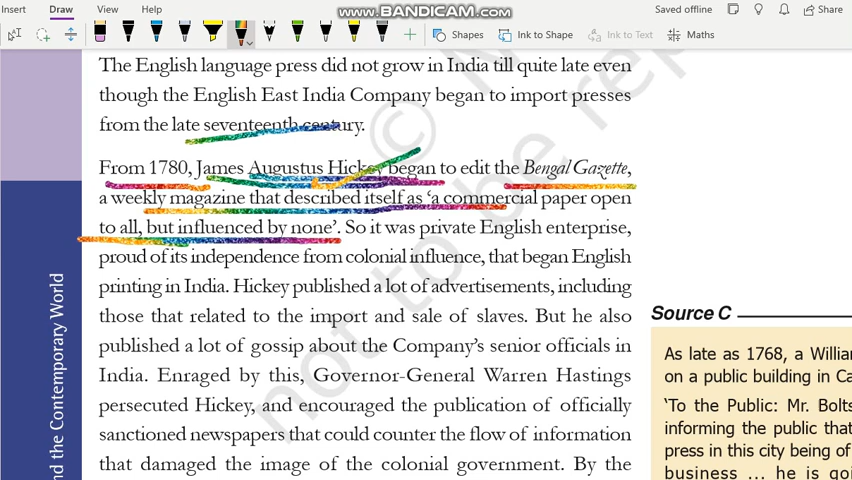 Insert Draw View Help WWW.BANDICAM.COM Saved offline Share
Shapes Ink to Shape Ink to Text Maths
The English language press did not grow in India till quite late even
though the English East India Company began to import presses
from the late seventeenth century.
From 1780, James Augustus Hickey began to edit the Bengal Gazette,
a weekly magazine that described itself as ‘a commercial paper open
to all, but influenced by none’. So it was private English enterprise,
proud of its independence from colonial influence, that began English
printing in India. Hickey published a lot of advertisements, including
those that related to the import and sale of slaves. But he also
published a lot of gossip about the Company’s senior officials in
India. Enraged by this, Governor-General Warren Hastings
persecuted Hickey, and encouraged the publication of officially
sanctioned newspapers that could counter the flow of information
that damaged the image of the colonial government. By the
nd the Contemporary World
Source C
As late as 1768, a Willia
on a public building in Ca
‘To the Public: Mr. Bolts
informing the public that
press in this city being of
business ... he is goi
not to be rep